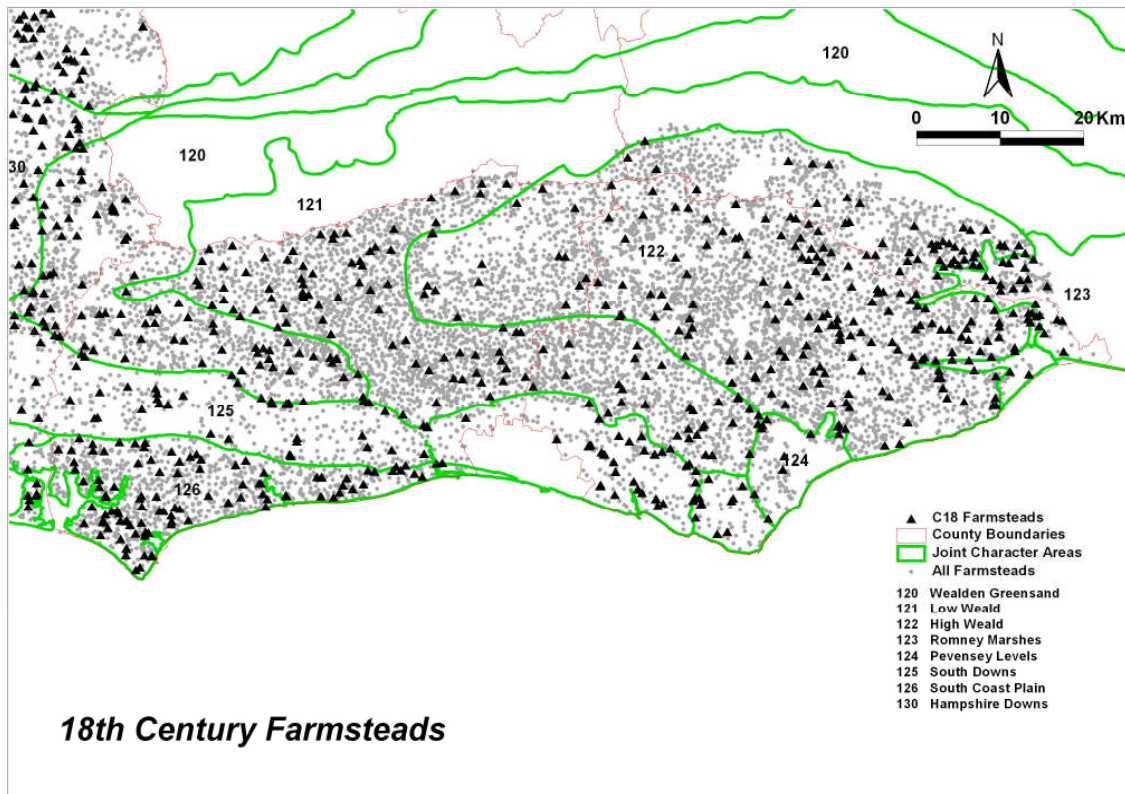 120
N
0 10 20 Km
120
30
121
122
123
125
124
126
C18 Farmsteads
County Boundaries
Joint Character Areas
All Farmsteads
120 Wealden Greensand
121 Low Weald
122 High Weald
123 Romney Marshes
124 Pevensey Levels
125 South Downs
126 South Coast Plain
130 Hampshire Downs
18th Century Farmsteads